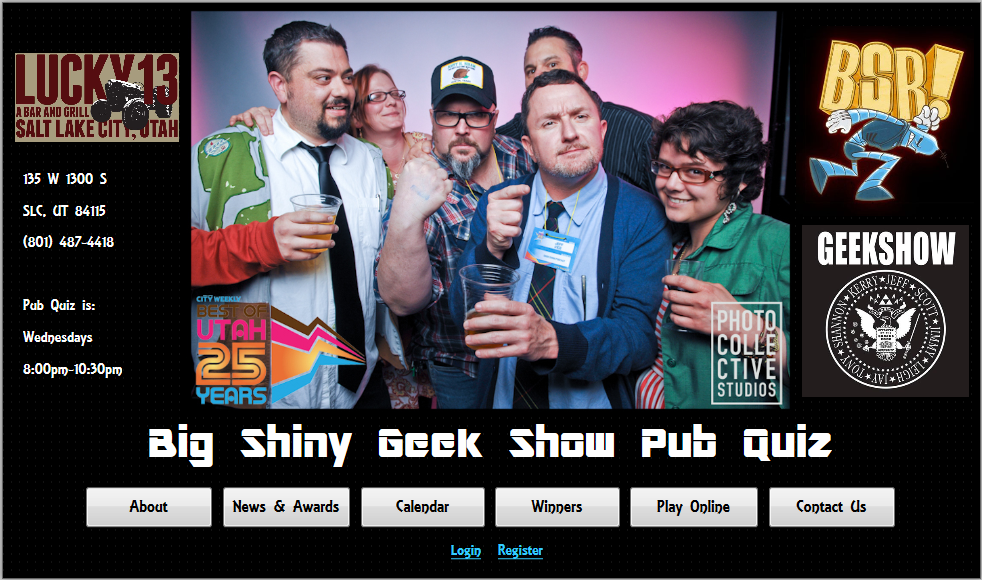 LUCKY 13
A BAR AND GRILL
SALT LAKE CITY, UTAH
135 W 1300 S
SLC, UT 84115
(801) 487-4418
Pub Quiz is:
Wednesdays
8:00pm-10:30pm
CITY WEEKLY
BEST OF
UTAH
25
YEARS
PHOTO
COLLE
CTIVE
STUDIOS
BSR!
GEEKSHOW
SHANNON KERRY JEFF SCOTT JIMMY LEIGH JAY TONY
Big Shiny Geek Show Pub Quiz
About News & Awards Calendar Winners Play Online Contact Us
Login Register